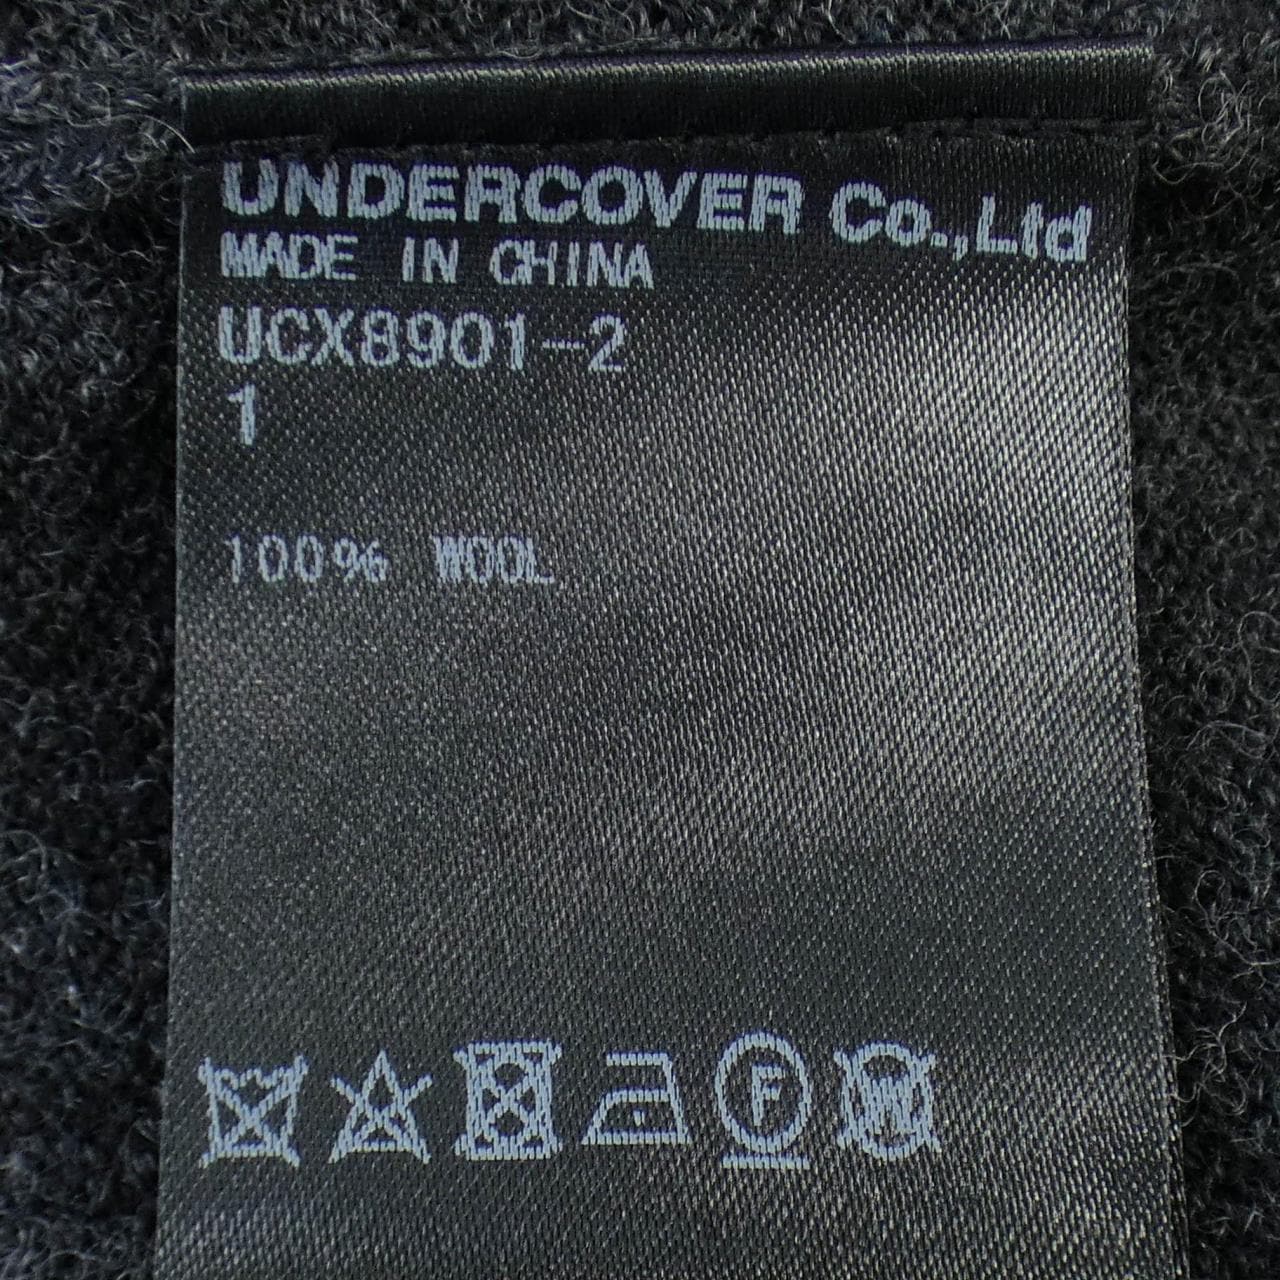 UNDERCOVER Co.,Ltd
MADE IN CHINA
UCX8901-2
1
100% WOOL
F
W